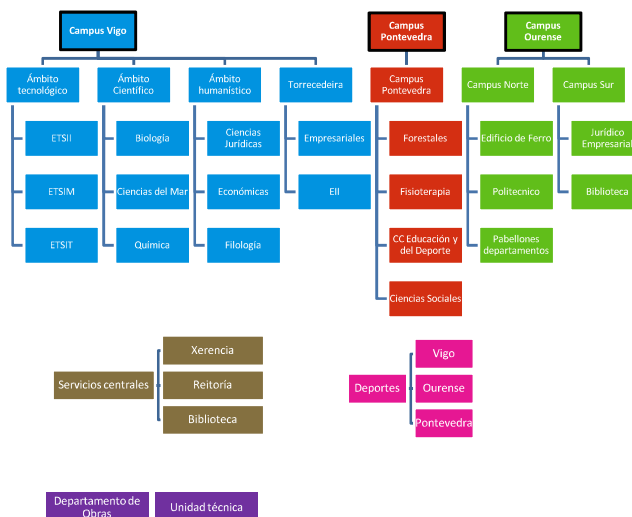 Campus Vigo
Campus
Pontevedra
Campus
Ourense
Ámbito
tecnológico
Ámbito
Científico
Ámbito
humanístico
Torrecedeira
Campus
Pontevedra
Campus Norte
Campus Sur
ETSII
Biología
Ciencias
Jurídicas
Empresariales
Forestales
Edificio de Ferro
Jurídico
Empresarial
ETSIM
Ciencias del Mar
Económicas
EII
Fisioterapia
Politecnico
Biblioteca
ETSIT
Química
Filología
CC Educación y
del Deporte
Pabellones
departamentos
Ciencias Sociales
Servicios centrales
Xerencia
Reitoría
Biblioteca
Deportes
Vigo
Ourense
Pontevedra
Departamento de
Obras
Unidad técnica